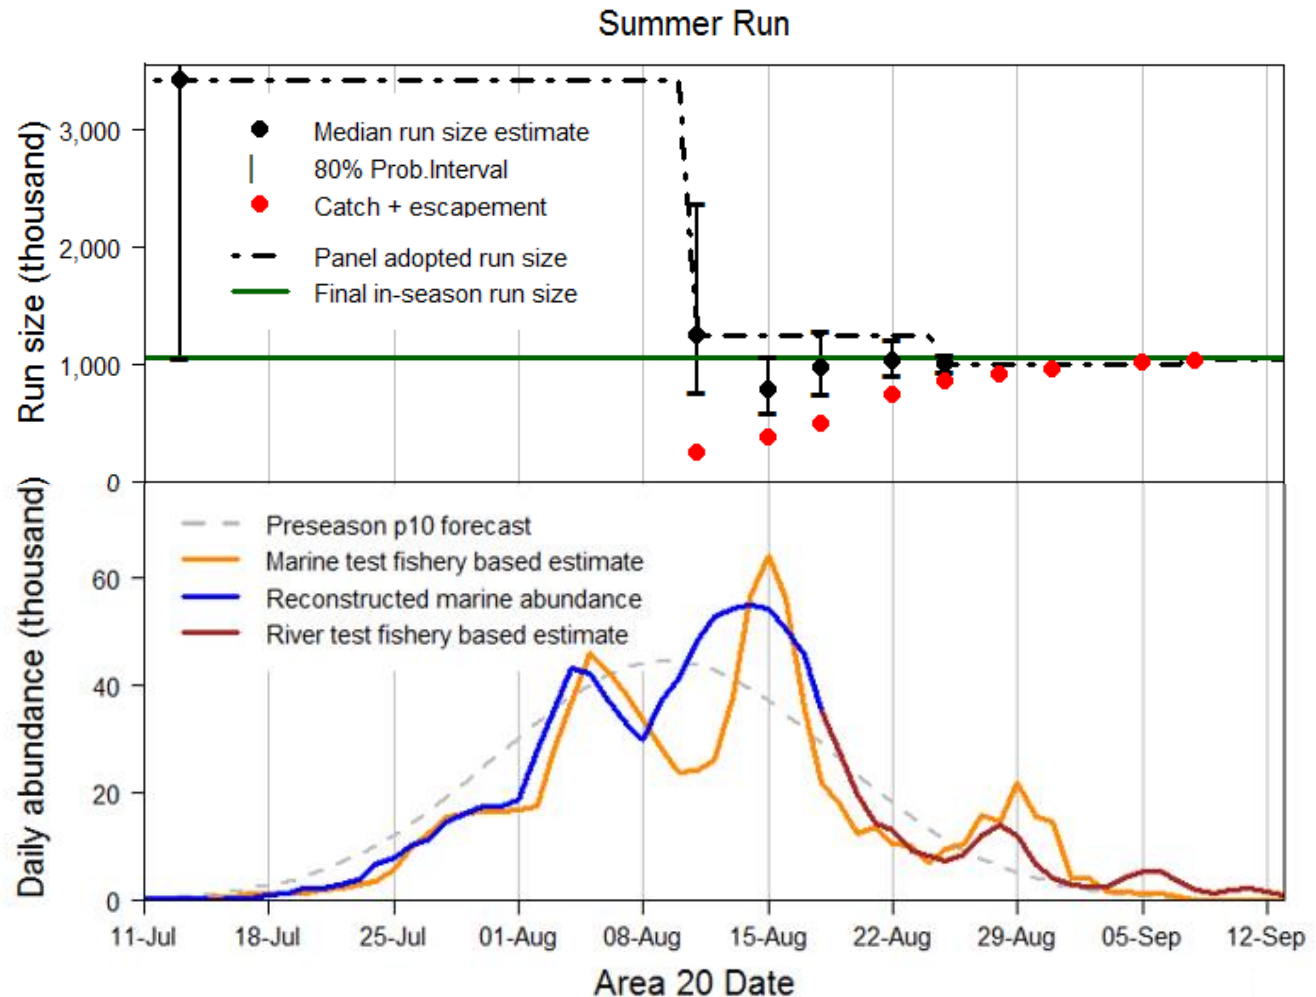 Summer Run
Run size (thousand)
3,000
2,000
1,000
0
Median run size estimate
80% Prob.Interval
Catch + escapement
Panel adopted run size
Final in-season run size
Daily abundance (thousand)
60
40
20
0
Preseason p10 forecast
Marine test fishery based estimate
Reconstructed marine abundance
River test fishery based estimate
11-Jul 18-Jul 25-Jul 01-Aug 08-Aug 15-Aug 22-Aug 29-Aug 05-Sep 12-Sep
Area 20 Date